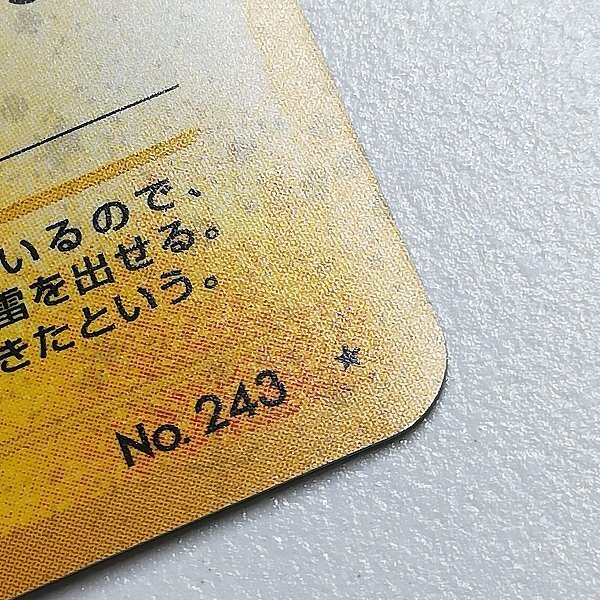 いるので、
雷を出せる。
きたという。
No. 243 ★